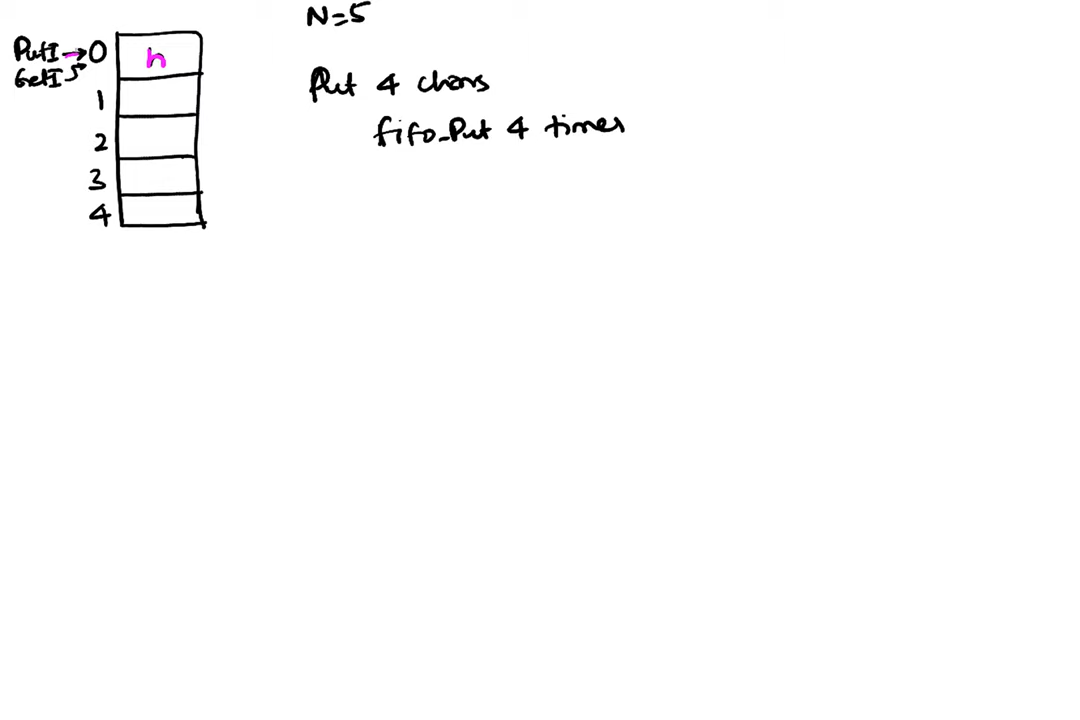 N=5
PutI → 0 h
GetI
1
2
3
4
Put 4 chars
fifo_Put 4 times